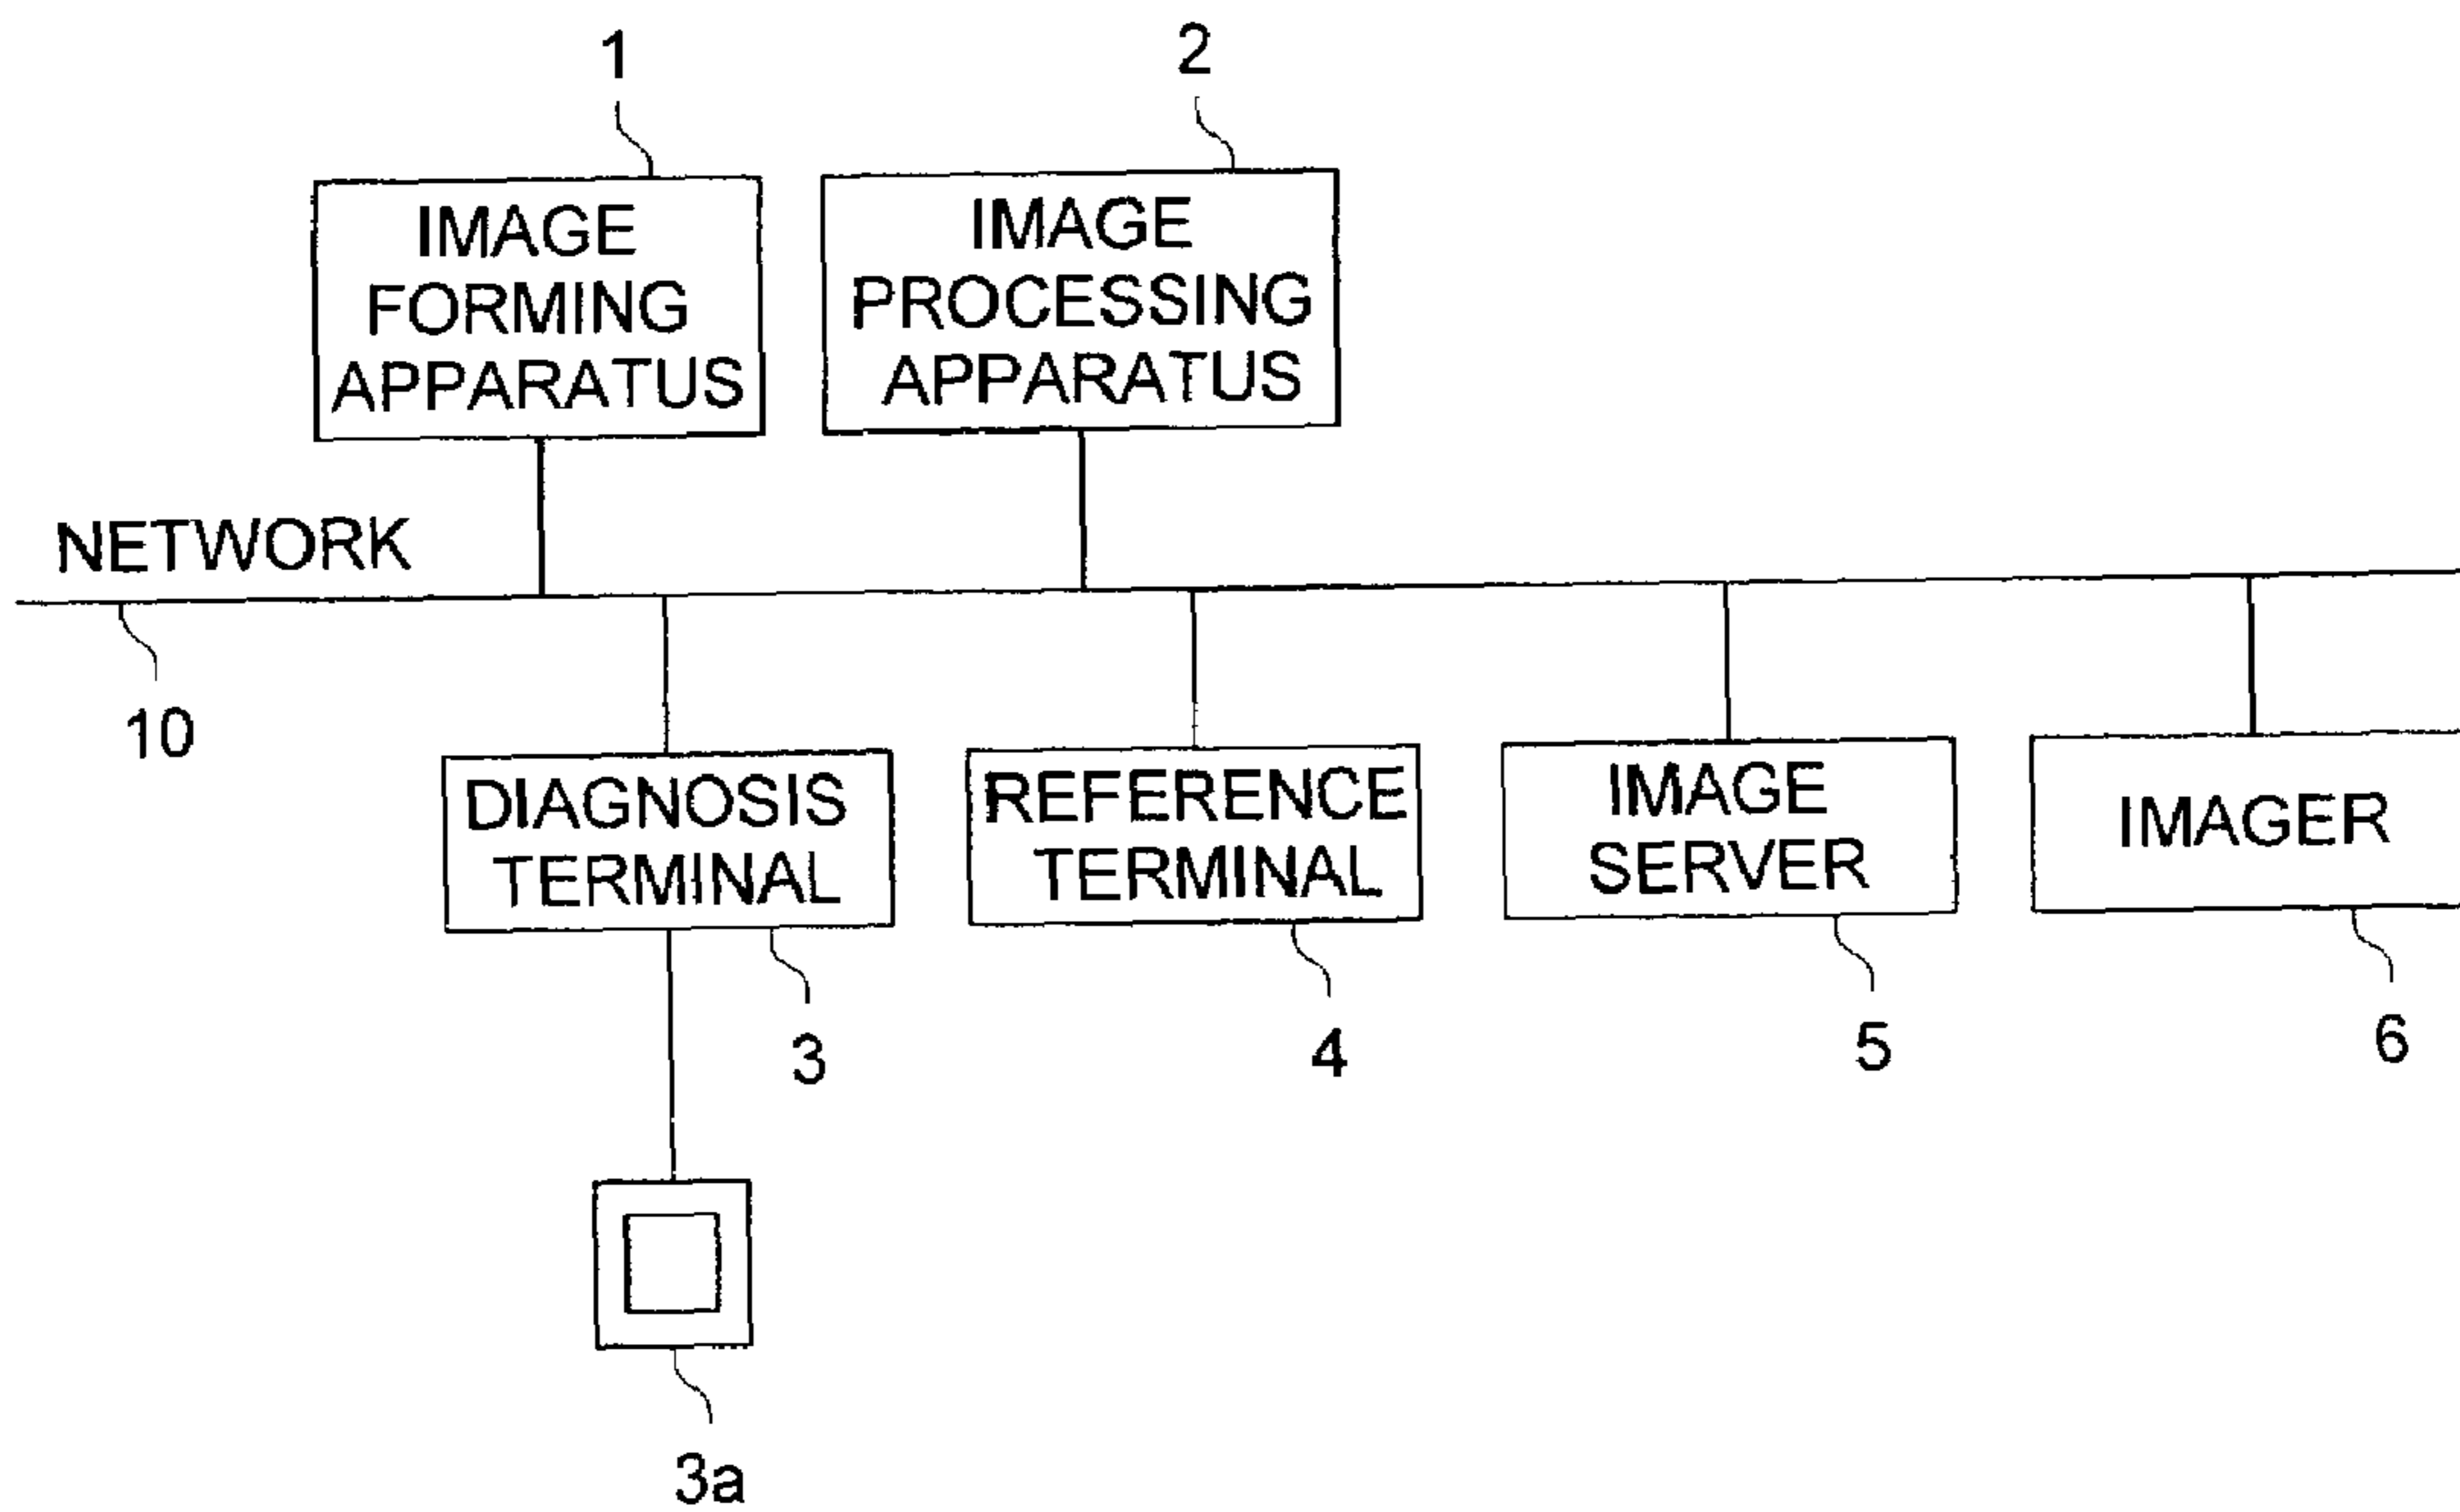 1
2
IMAGE
FORMING
APPARATUS
IMAGE
PROCESSING
APPARATUS
NETWORK
10
DIAGNOSIS
TERMINAL
REFERENCE
TERMINAL
IMAGE
SERVER
IMAGER
3
4
5
6
3a